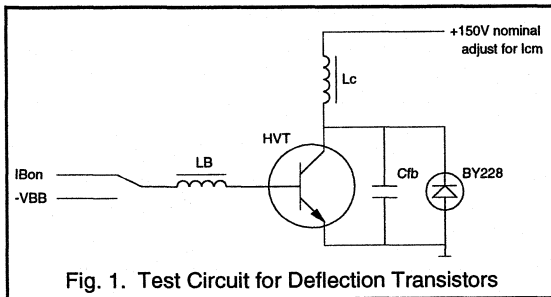 +150V nominal
adjust for Icm
Lc
HVT
LB
IBon
-VBB
Cfb
BY228
Fig. 1. Test Circuit for Deflection Transistors